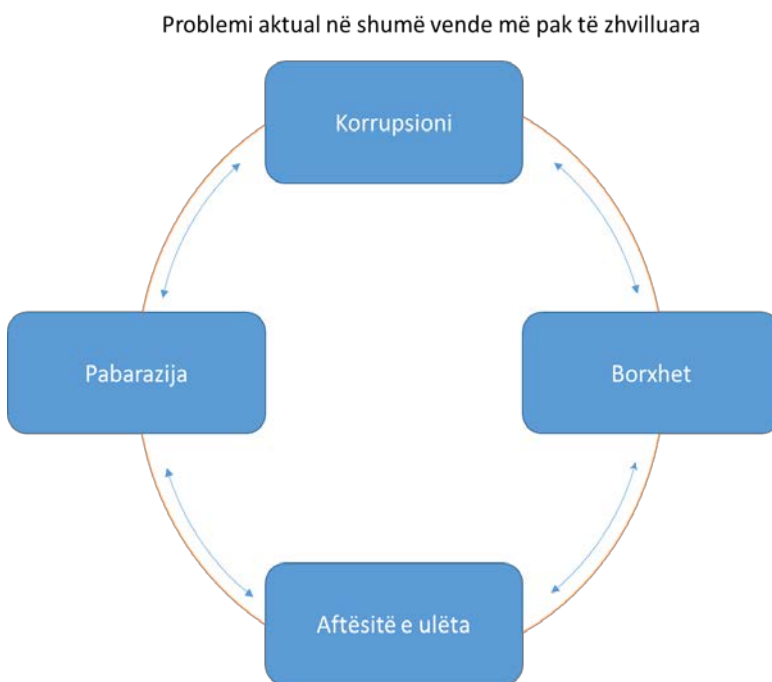 Problemi aktual në shumë vende më pak të zhvilluara
Korrupsioni
Pabarazija
Borxhet
Aftësitë e ulëta